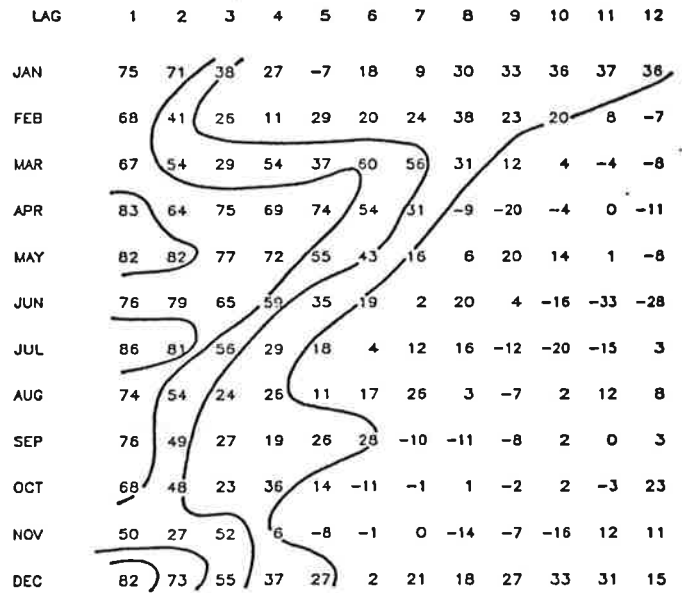 LAG 1 2 3 4 5 6 7 8 9 10 11 12
JAN 75 71 38 27 -7 18 9 30 33 36 37 36
FEB 68 41 26 11 29 20 24 38 23 20 8 -7
MAR 67 54 29 54 37 60 56 31 12 4 -4 -8
APR 83 64 75 69 74 54 31 -9 -20 -4 0 -11
MAY 82 82 77 72 55 43 16 6 20 14 1 -8
JUN 76 79 65 59 35 19 2 20 4 -16 -33 -28
JUL 86 81 56 29 18 4 12 16 -12 -20 -15 3
AUG 74 54 24 26 11 17 26 3 -7 2 12 8
SEP 76 49 27 19 26 28 -10 -11 -8 2 0 3
OCT 68 48 23 36 14 -11 -1 1 -2 2 -3 23
NOV 50 27 52 6 -8 -1 0 -14 -7 -16 12 11
DEC 82 73 55 37 27 2 21 18 27 33 31 15